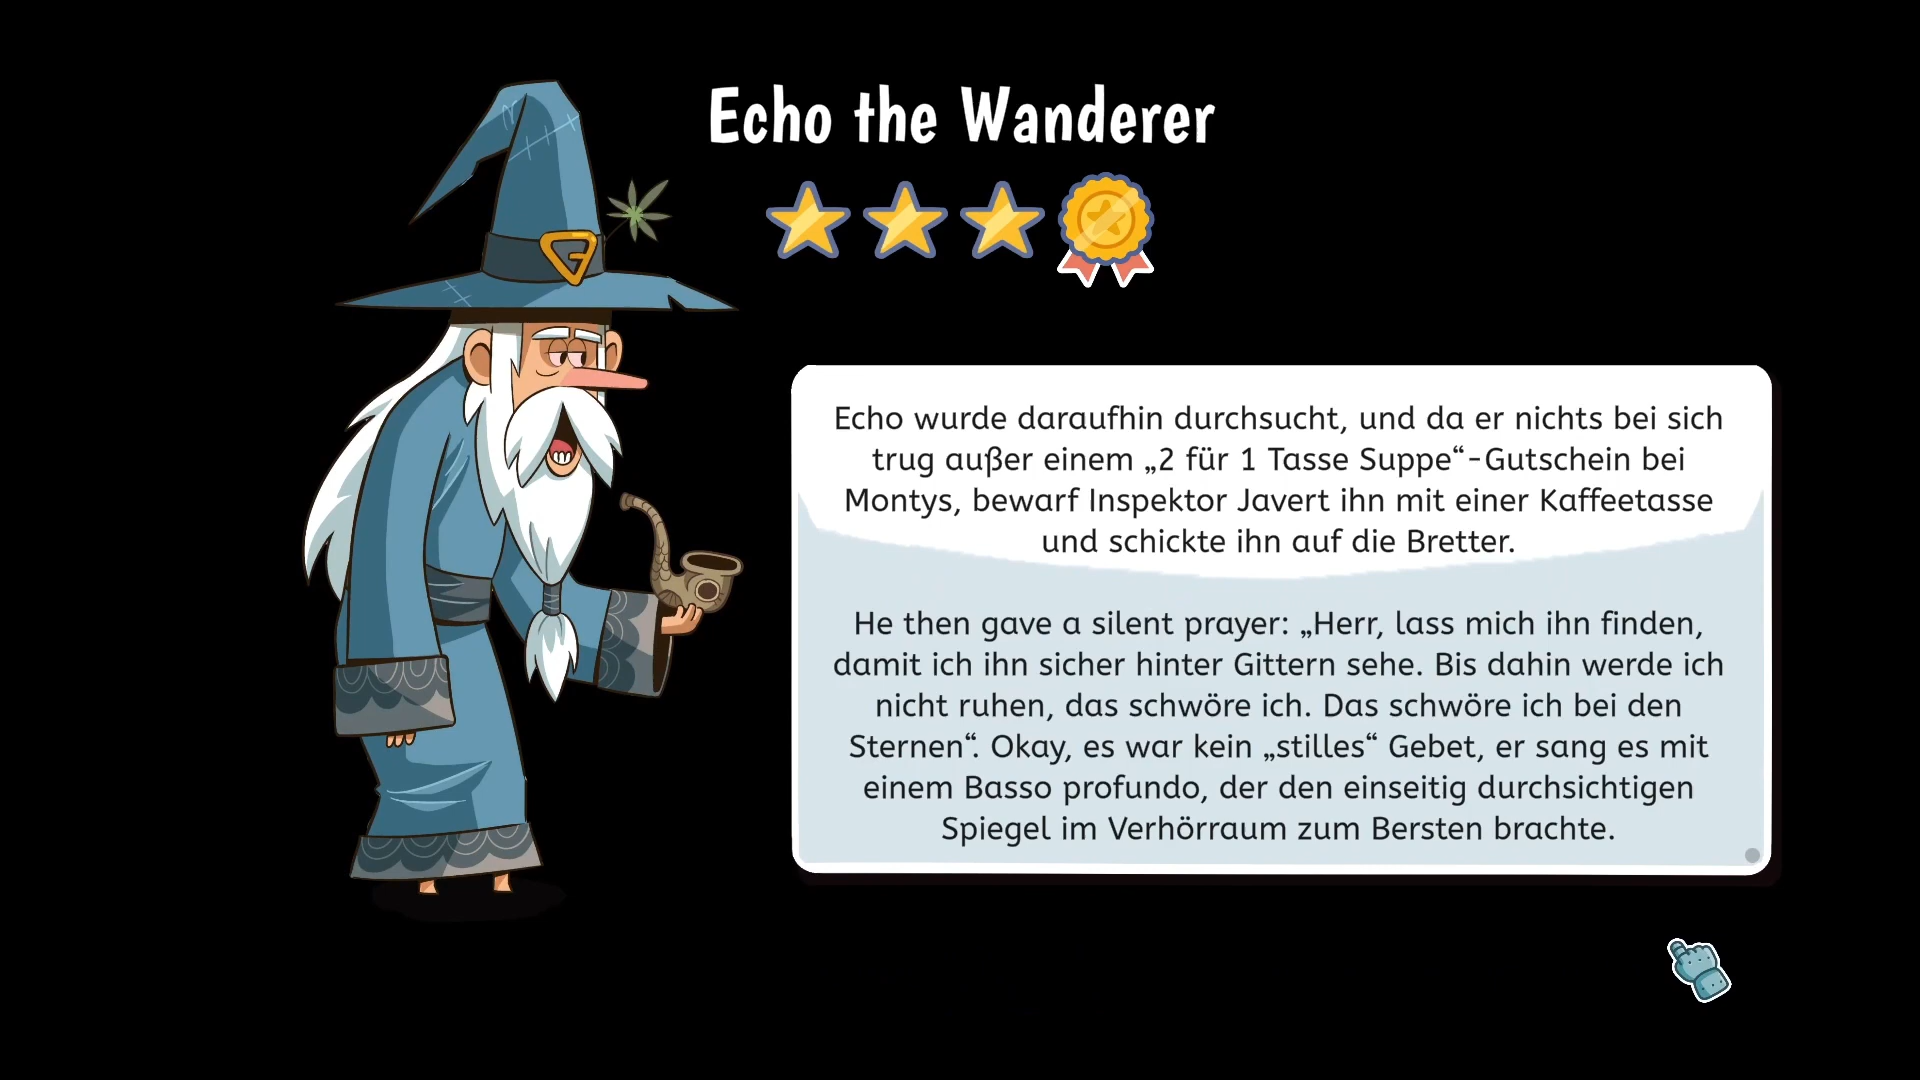 Echo the Wanderer
Echo wurde daraufhin durchsucht, und da er nichts bei sich
trug außer einem „2 für 1 Tasse Suppe“-Gutschein bei
Montys, bewarf Inspektor Javert ihn mit einer Kaffeetasse
und schickte ihn auf die Bretter.
He then gave a silent prayer: „Herr, lass mich ihn finden,
damit ich ihn sicher hinter Gittern sehe. Bis dahin werde ich
nicht ruhen, das schwöre ich. Das schwöre ich bei den
Sternen“. Okay, es war kein „stilles“ Gebet, er sang es mit
einem Basso profundo, der den einseitig durchsichtigen
Spiegel im Verhörraum zum Bersten brachte.